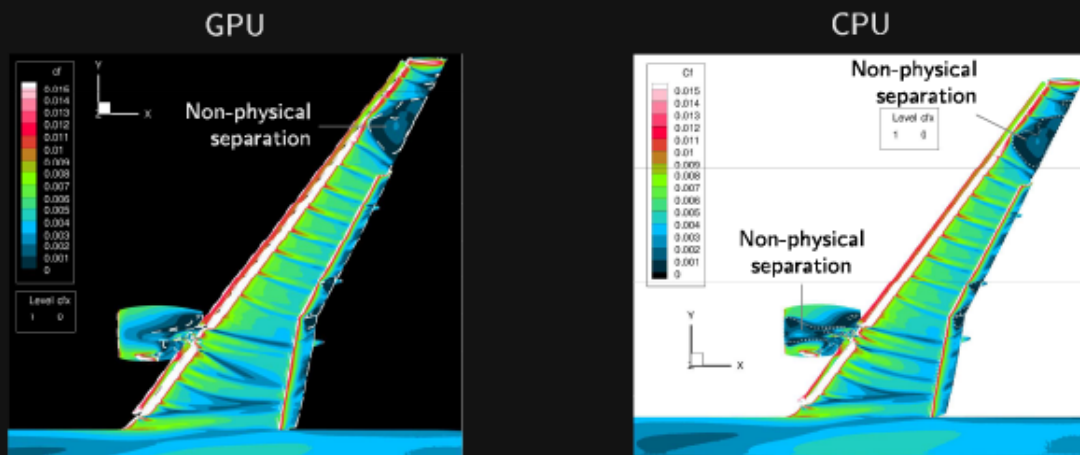 GPU
CPU
cf
0.015
0.014
0.013
0.012
0.011
0.01
0.009
0.008
0.007
0.006
0.005
0.004
0.003
0.002
0.001
0
Y
X
Non-physical
separation
Level cfx
1 0
Cf
0.015
0.014
0.013
0.012
0.011
0.01
0.009
0.008
0.007
0.006
0.005
0.004
0.003
0.002
0.001
0
Non-physical
separation
Level cfx
1 0
Non-physical
separation
Y
X